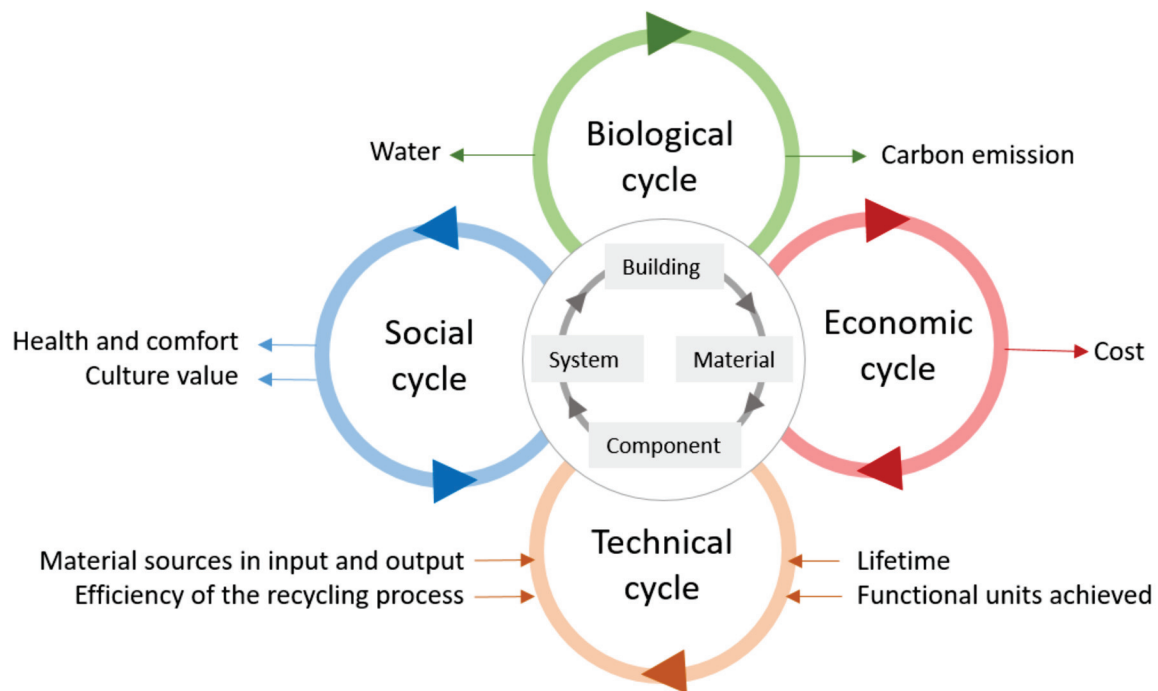 Biological
cycle
Water
Carbon emission
Building
Social
cycle
Economic
cycle
Health and comfort
Culture value
System
Material
Cost
Component
Technical
cycle
Material sources in input and output
Efficiency of the recycling process
Lifetime
Functional units achieved